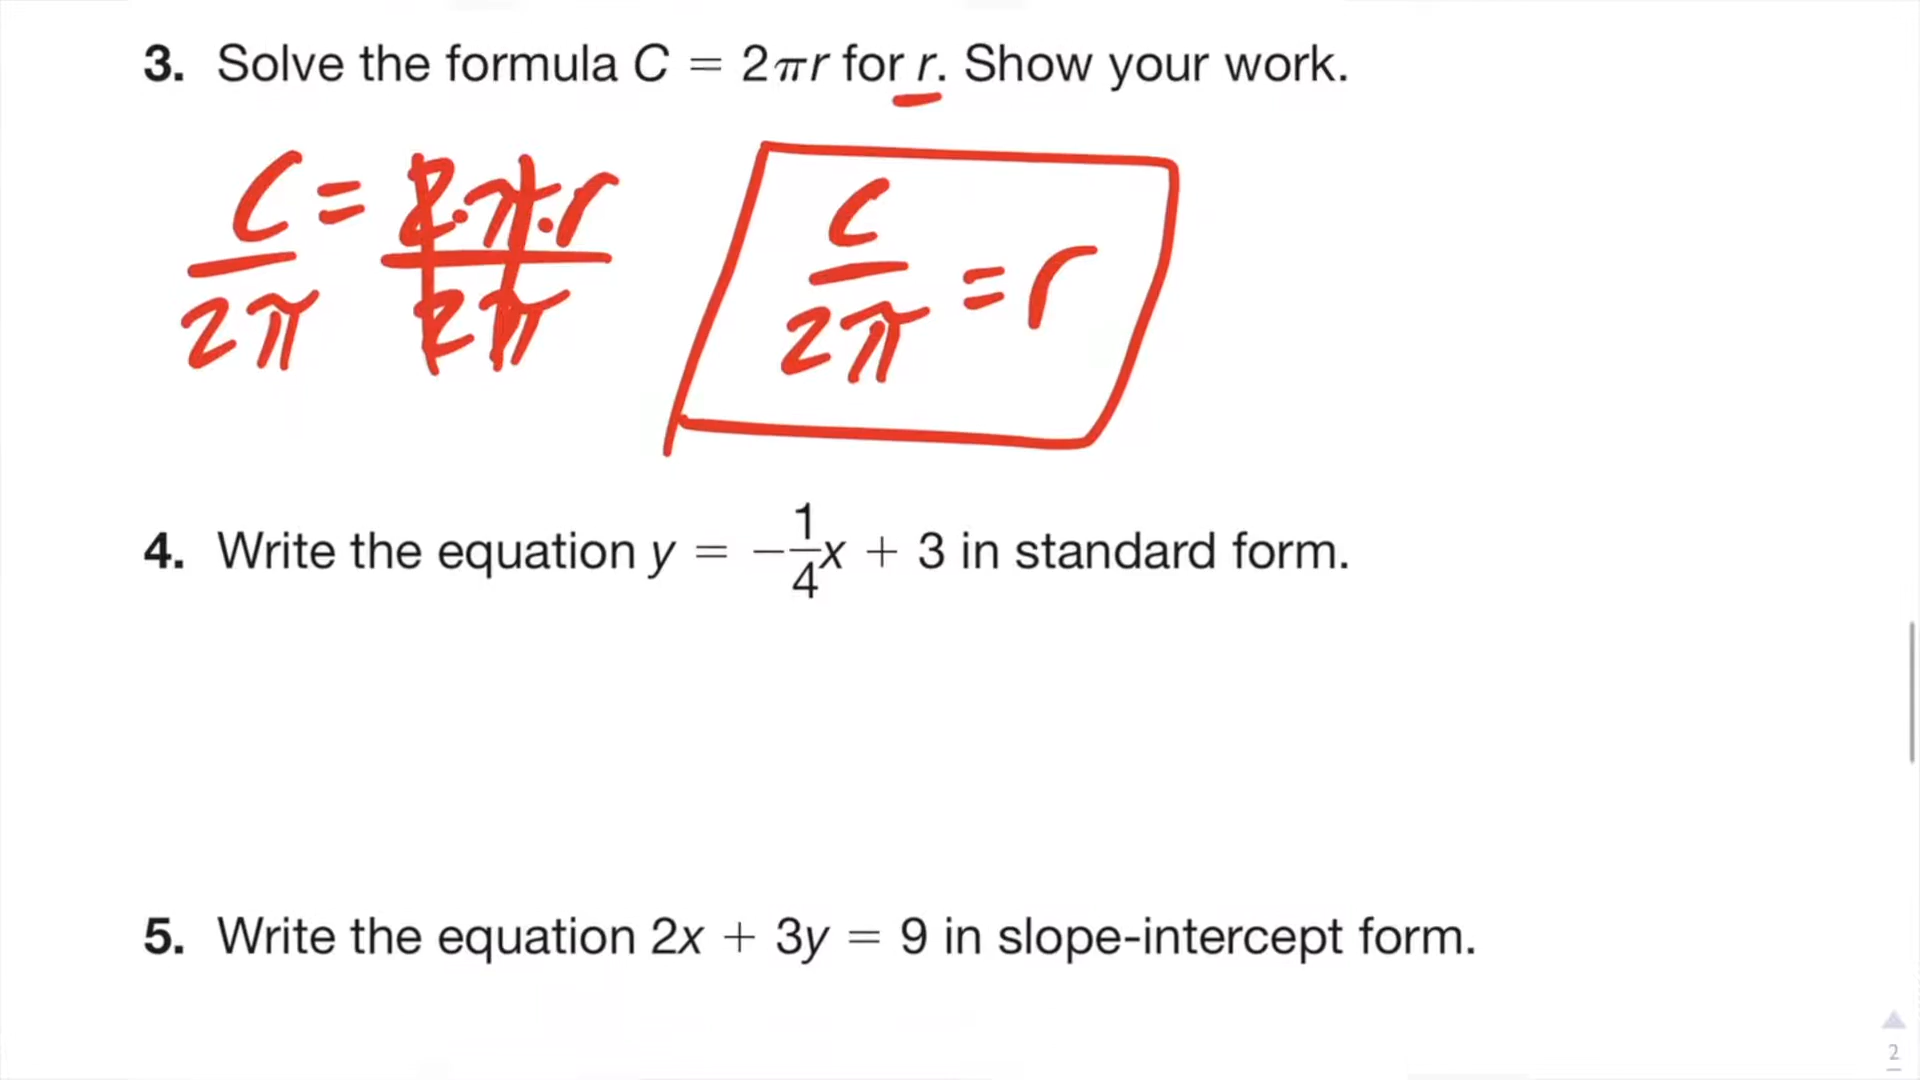 3. Solve the formula C = 2πr for r. Show your work.
C = 2·π·r
2π 2π
C
2π = r
4. Write the equation y = -1/4x + 3 in standard form.
5. Write the equation 2x + 3y = 9 in slope-intercept form.
2